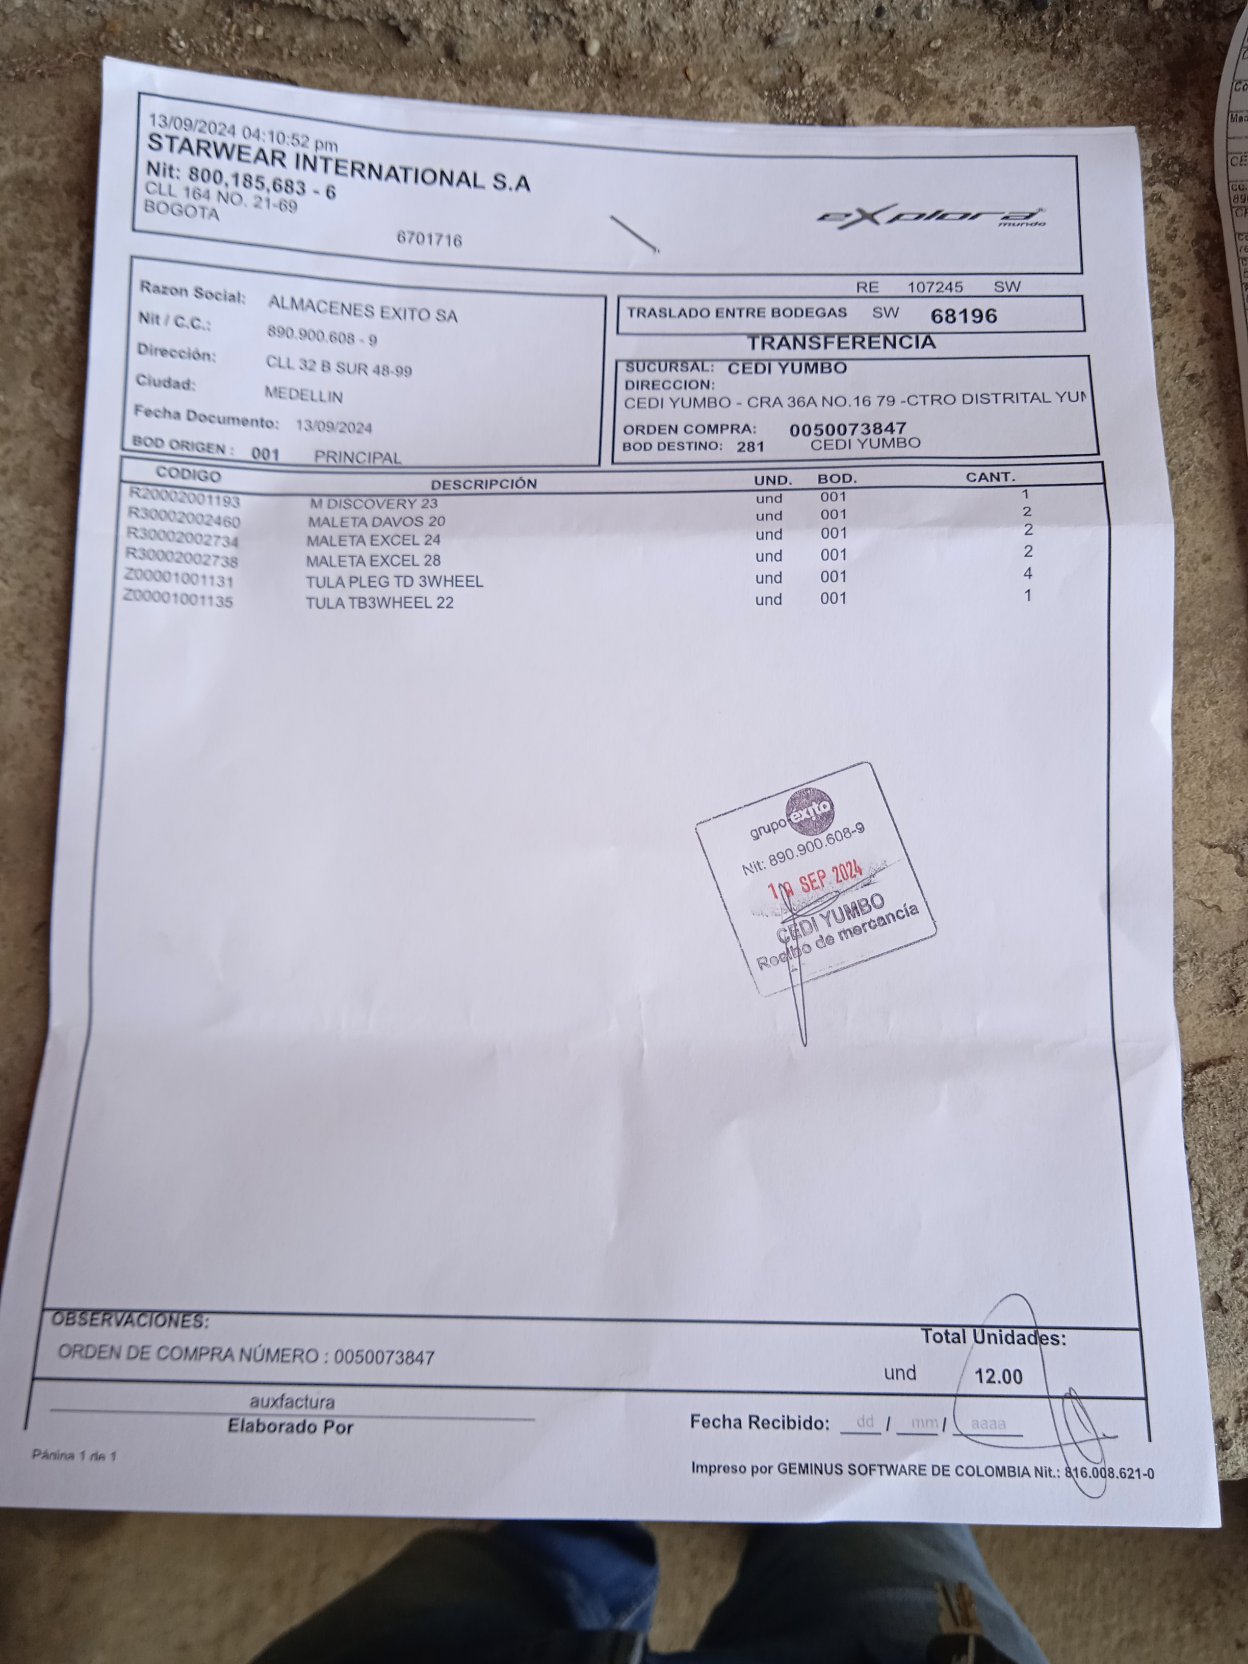 13/09/2024 04:10:52 pm
STARWEAR INTERNATIONAL S.A
Nit: 800,185,683 - 6
CLL 164 NO. 21-69
BOGOTA
6701716
explora
mundo
RE 107245 SW
Razon Social: ALMACENES EXITO SA
Nit / C.C.: 890.900.608 - 9
Dirección: CLL 32 B SUR 48-99
Ciudad: MEDELLIN
Fecha Documento: 13/09/2024
BOD ORIGEN : 001 PRINCIPAL
TRASLADO ENTRE BODEGAS SW 68196
TRANSFERENCIA
SUCURSAL: CEDI YUMBO
DIRECCION:
CEDI YUMBO - CRA 36A NO.16 79 -CTRO DISTRITAL YUM
ORDEN COMPRA: 0050073847
BOD DESTINO: 281 CEDI YUMBO
CODIGO DESCRIPCIÓN UND. BOD. CANT.
R20002001193 M DISCOVERY 23 und 001 1
R30002002460 MALETA DAVOS 20 und 001 2
R30002002734 MALETA EXCEL 24 und 001 2
R30002002738 MALETA EXCEL 28 und 001 2
Z00001001131 TULA PLEG TD 3WHEEL und 001 4
Z00001001135 TULA TB3WHEEL 22 und 001 1
grupo éxito
Nit: 890.900.608-9
SEP 2024
CEDI YUMBO
Recibo de mercancía
OBSERVACIONES:
ORDEN DE COMPRA NÚMERO : 0050073847
Total Unidades:
und 12.00
auxfactura
Elaborado Por
Fecha Recibido: dd / mm / aaaa
Página 1 de 1
Impreso por GEMINUS SOFTWARE DE COLOMBIA Nit.: 816.008.621-0